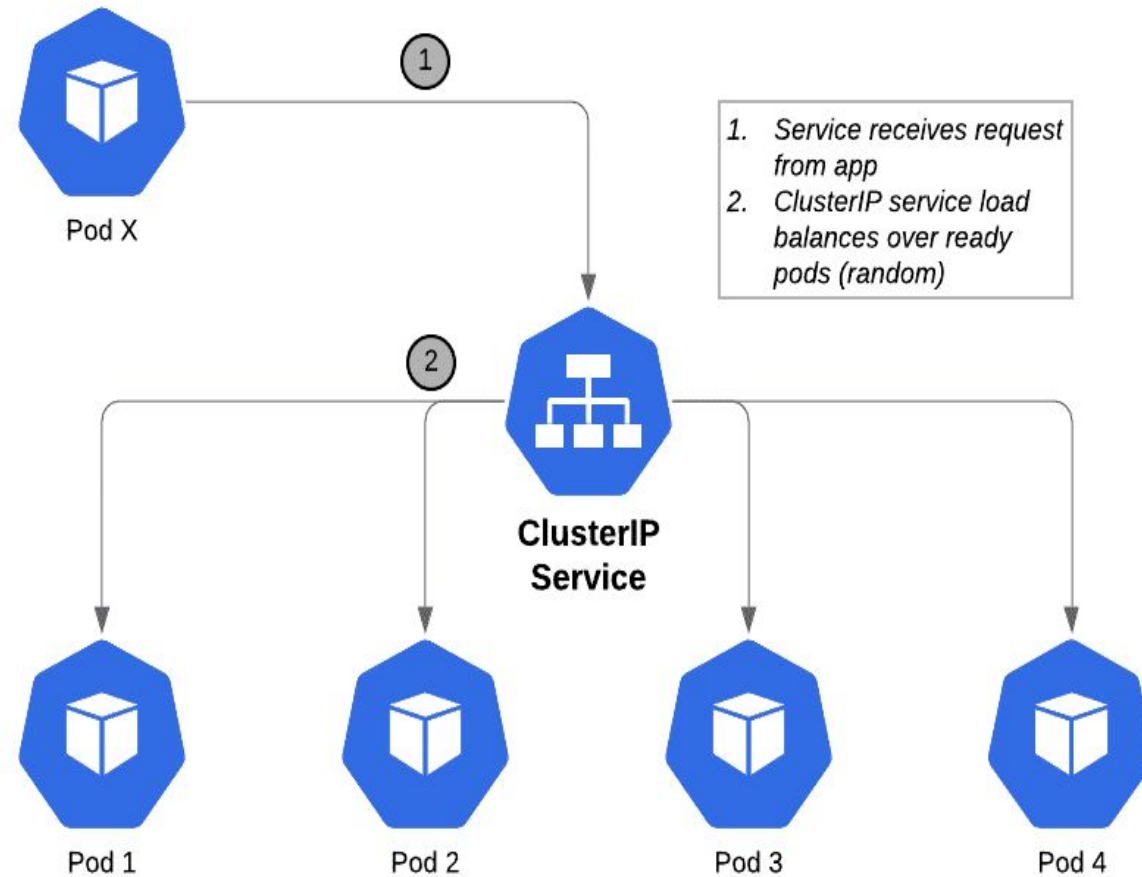 1
1. Service receives request
from app
2. ClusterIP service load
balances over ready
pods (random)
Pod X
2
ClusterIP
Service
Pod 1
Pod 2
Pod 3
Pod 4